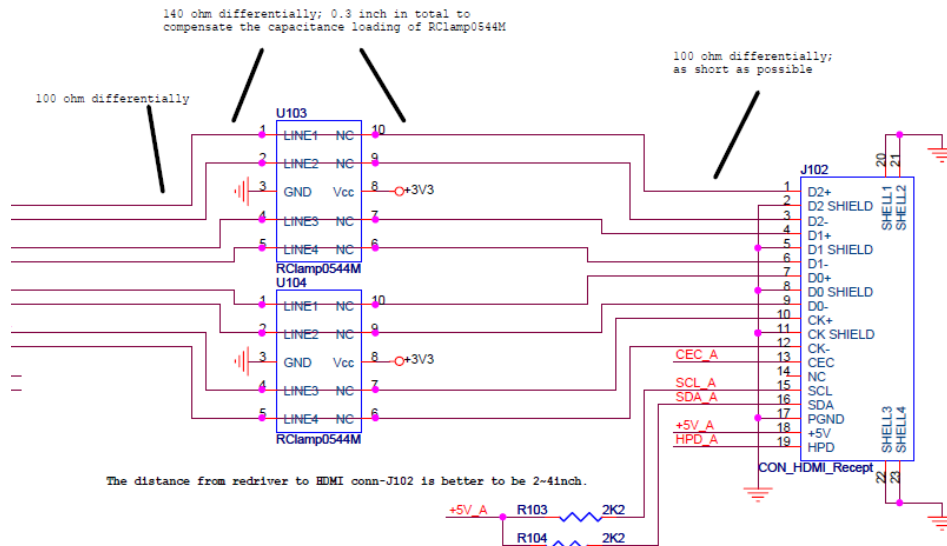 140 ohm differentially; 0.3 inch in total to
compensate the capacitance loading of RClamp0544M
100 ohm differentially;
as short as possible
100 ohm differentially
U103
1 LINE1 NC 10
2 LINE2 NC 9
3 GND Vcc 8 +3V3
4 LINE3 NC 7
5 LINE4 NC 6
RClamp0544M
U104
1 LINE1 NC 10
2 LINE2 NC 9
3 GND Vcc 8 +3V3
4 LINE3 NC 7
5 LINE4 NC 6
RClamp0544M
J102
20 21
SHELL1
SHELL2
1 D2+
2 D2 SHIELD
3 D2-
4 D1+
5 D1 SHIELD
6 D1-
7 D0+
8 D0 SHIELD
9 D0-
10 CK+
11 CK SHIELD
12 CK-
CEC_A 13 CEC
14 NC
SCL_A 15 SCL
SDA_A 16 SDA
17 PGND
+5V_A 18 +5V
HPD_A 19 HPD
SHELL3
SHELL4
22 23
CON_HDMI_Recept
The distance from redriver to HDMI conn-J102 is better to be 2~4inch.
+5V_A R103 2K2
R104 2K2